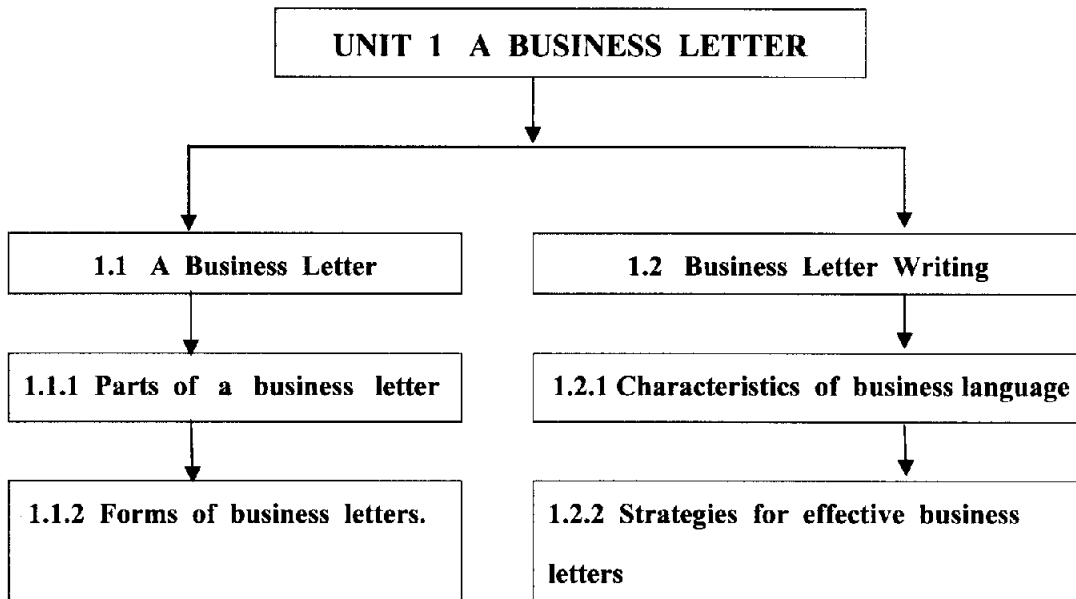 UNIT 1 A BUSINESS LETTER
1.1 A Business Letter
1.2 Business Letter Writing
1.1.1 Parts of a business letter
1.2.1 Characteristics of business language
1.1.2 Forms of business letters.
1.2.2 Strategies for effective business
letters